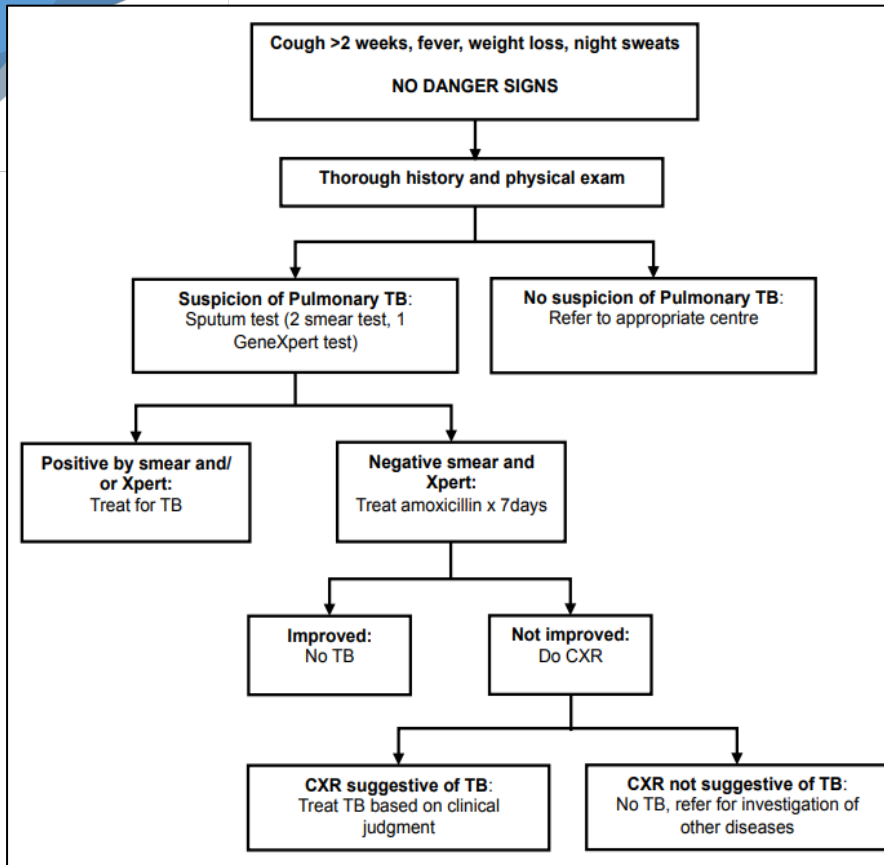 Cough >2 weeks, fever, weight loss, night sweats
NO DANGER SIGNS
Thorough history and physical exam
Suspicion of Pulmonary TB:
Sputum test (2 smear test, 1
GeneXpert test)
No suspicion of Pulmonary TB:
Refer to appropriate centre
Positive by smear and/
or Xpert:
Treat for TB
Negative smear and
Xpert:
Treat amoxicillin x 7days
Improved:
No TB
Not improved:
Do CXR
CXR suggestive of TB:
Treat TB based on clinical
judgment
CXR not suggestive of TB:
No TB, refer for investigation of
other diseases